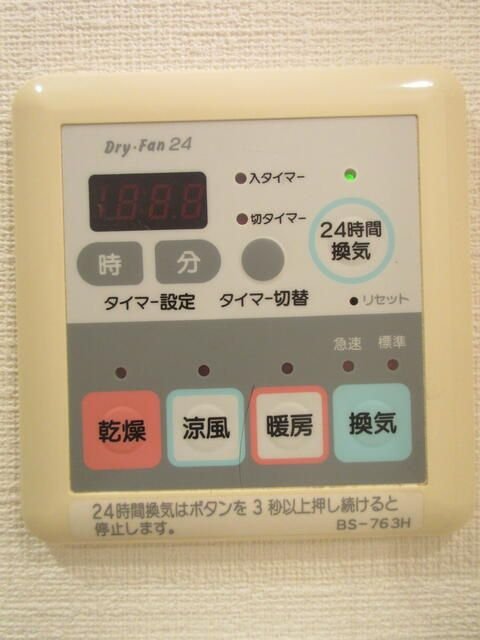 Dry・Fan 24
入タイマー
切タイマー
24時間
換気
時 分
タイマー設定 タイマー切替 リセット
急速 標準
乾燥 涼風 暖房 換気
24時間換気はボタンを3秒以上押し続けると
停止します。 BS-763H